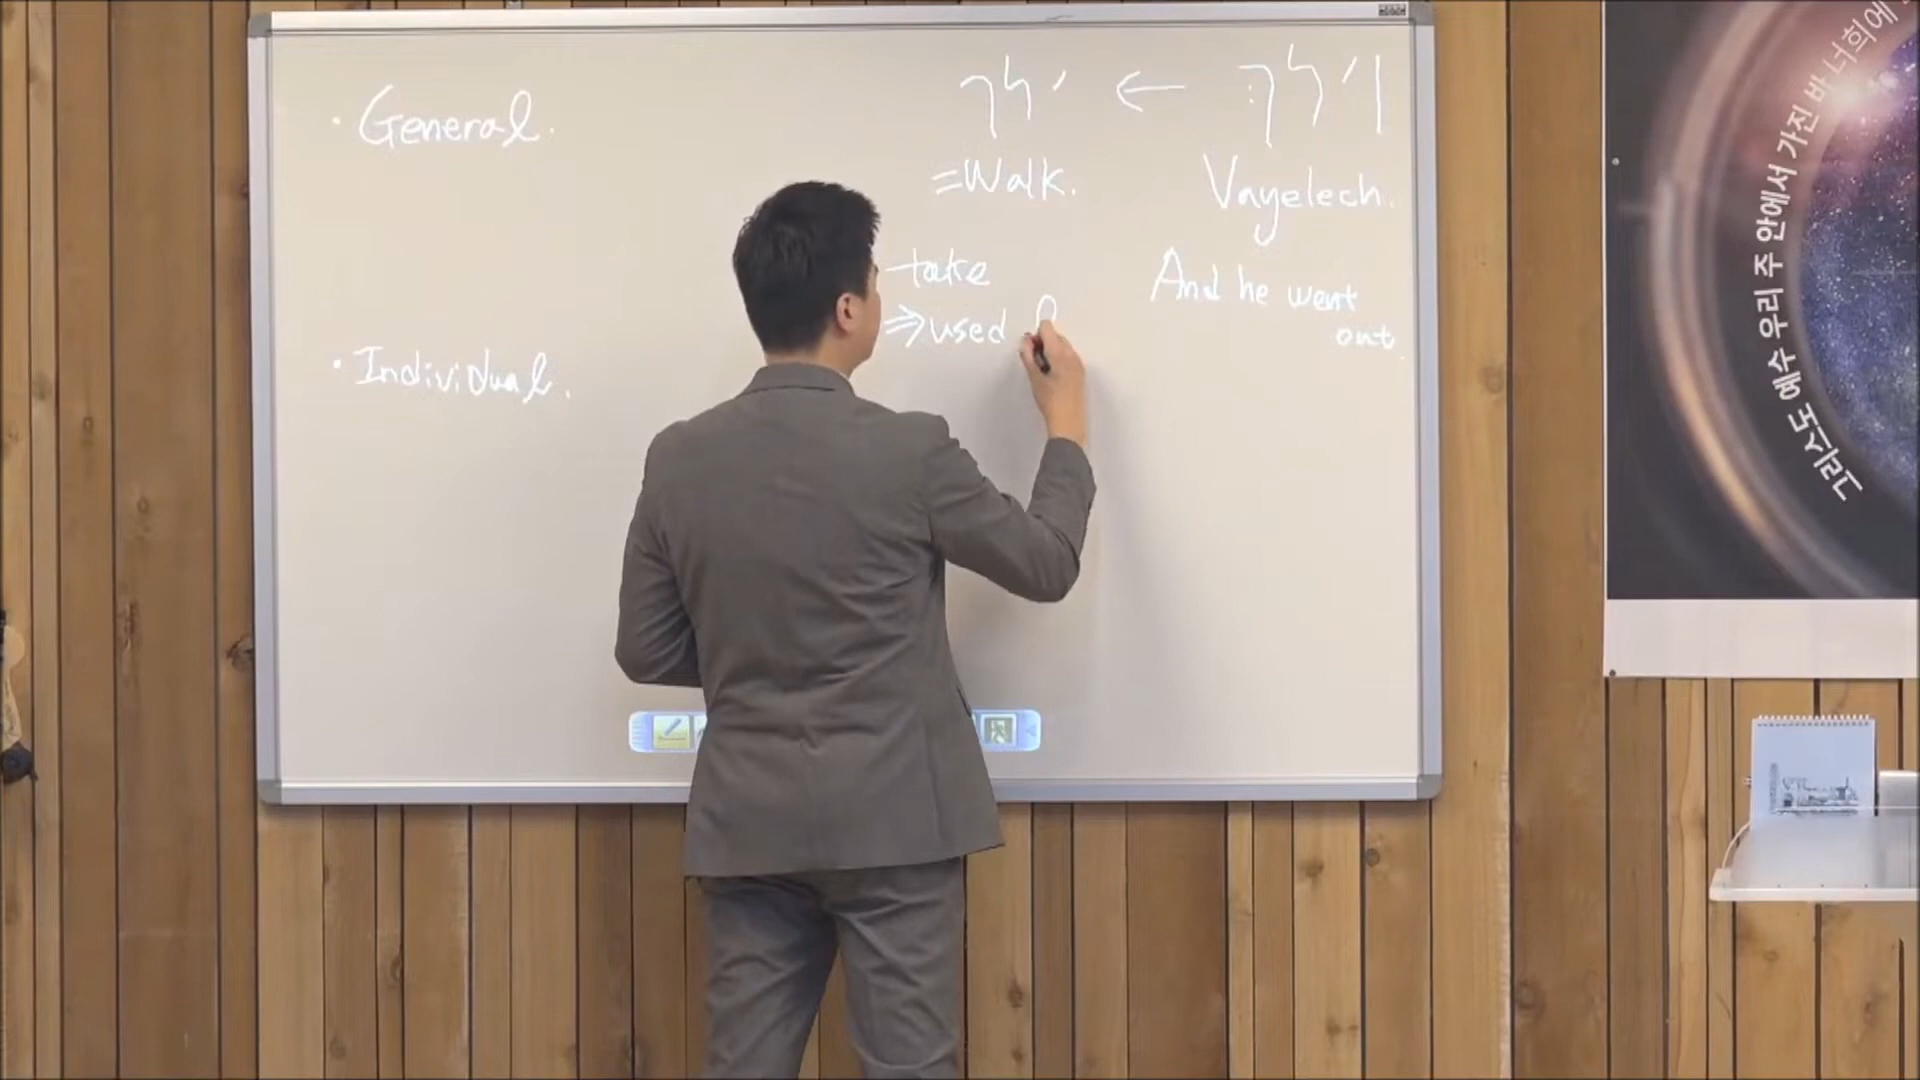 General.
Individual.
ילך ← וילך
=Walk.
Vayelech.
take
⇒used
And he went
out.
그리스도 예수 우리 주 안에서 가진 바 너희에